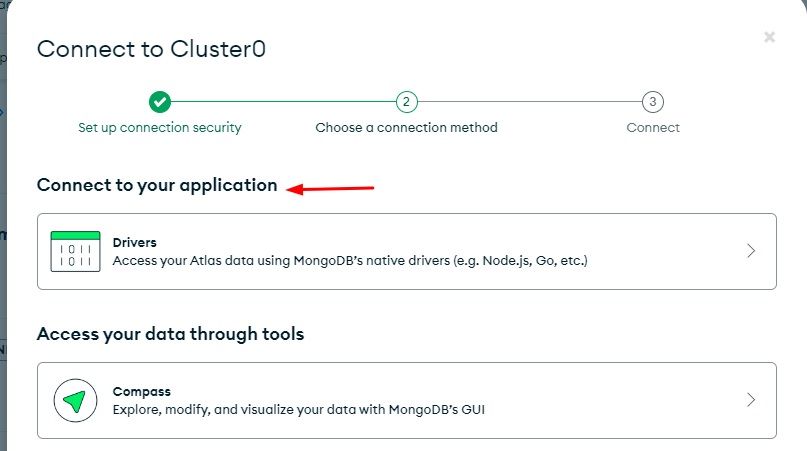 Connect to Cluster0
2
3
Set up connection security
Choose a connection method
Connect
Connect to your application
1011
1011
Drivers
Access your Atlas data using MongoDB's native drivers (e.g. Node.js, Go, etc.)
Access your data through tools
Compass
Explore, modify, and visualize your data with MongoDB's GUI